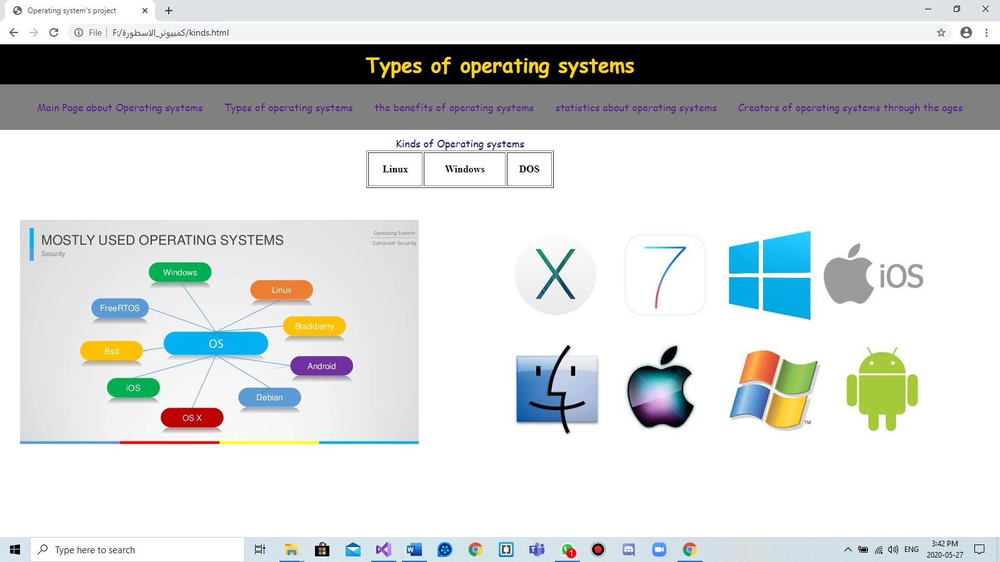 Operating system's project
File
F:/كمبيوتر_الاسطورة/kinds.html
Types of operating systems
Main Page about Operating systems
Types of operating systems
the benefits of operating systems
statistics about operating systems
Creators of operating systems through the ages
Kinds of Operating systems
Linux
Windows
DOS
MOSTLY USED OPERATING SYSTEMS
Security
Operating System
Computer Security
Windows
Linux
FreeRTOS
Blackberry
OS
Bsd
Android
iOS
Debian
OS X
X
7
iOS
TM
Type here to search
1
ENG
3:42 PM
2020-05-27